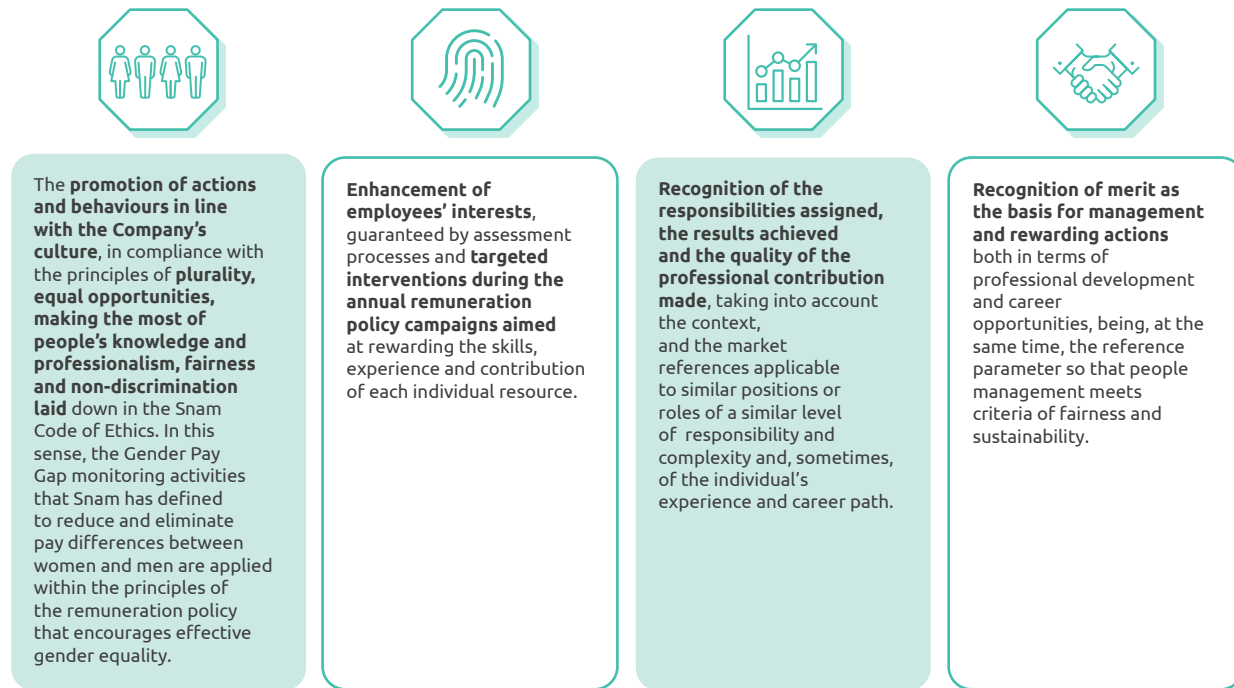 The promotion of actions
and behaviours in line
with the Company's
culture, in compliance with
the principles of plurality,
equal opportunities,
making the most of
people's knowledge and
professionalism, fairness
and non-discrimination
laid down in the Snam
Code of Ethics. In this
sense, the Gender Pay
Gap monitoring activities
that Snam has defined
to reduce and eliminate
pay differences between
women and men are applied
within the principles of
the remuneration policy
that encourages effective
gender equality.
Enhancement of
employees' interests,
guaranteed by assessment
processes and targeted
interventions during the
annual remuneration
policy campaigns aimed
at rewarding the skills,
experience and contribution
of each individual resource.
Recognition of the
responsibilities assigned,
the results achieved
and the quality of the
professional contribution
made, taking into account
the context,
and the market
references applicable
to similar positions or
roles of a similar level
of responsibility and
complexity and, sometimes,
of the individual's
experience and career path.
Recognition of merit as
the basis for management
and rewarding actions
both in terms of
professional development
and career
opportunities, being, at the
same time, the reference
parameter so that people
management meets
criteria of fairness and
sustainability.